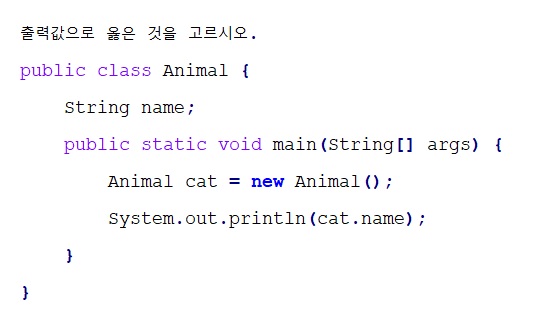 출력값으로 옳은 것을 고르시오.
public class Animal {
    String name;
    public static void main(String[] args) {
        Animal cat = new Animal();
        System.out.println(cat.name);
    }
}